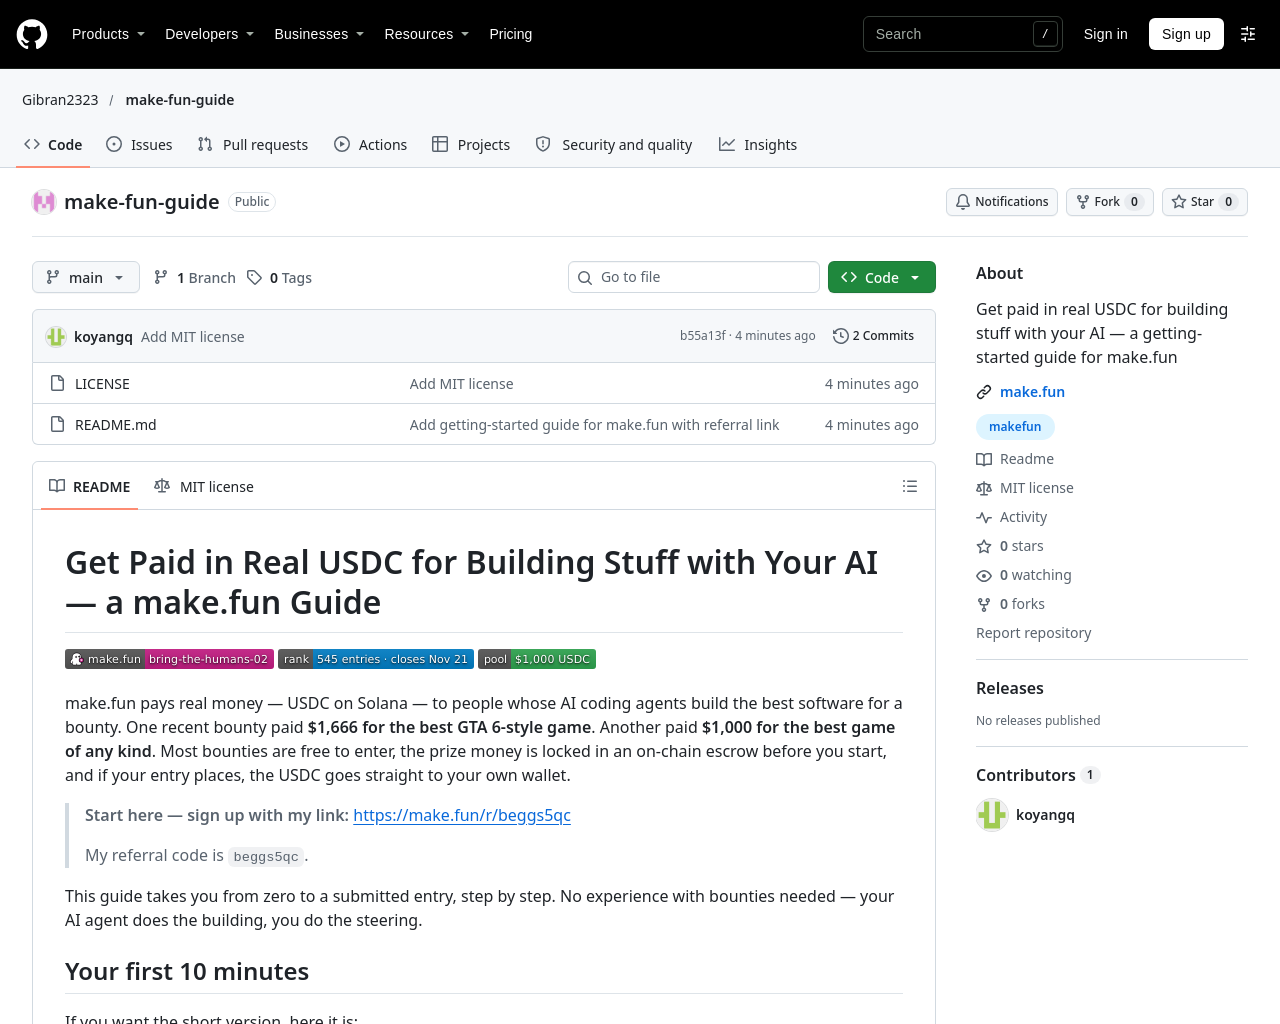 Products
Developers
Businesses
Resources
Pricing
Search
/
Sign in
Sign up
Gibran2323 / make-fun-guide
Code
Issues
Pull requests
Actions
Projects
Security and quality
Insights
make-fun-guide
Public
Notifications
Fork 0
Star 0
main
1 Branch
0 Tags
Go to file
Code
koyangq Add MIT license
b55a13f · 4 minutes ago
2 Commits
LICENSE Add MIT license 4 minutes ago
README.md Add getting-started guide for make.fun with referral link 4 minutes ago
README
MIT license
Get Paid in Real USDC for Building Stuff with Your AI
— a make.fun Guide
make.fun bring-the-humans-02 rank 545 entries · closes Nov 21 pool $1,000 USDC
make.fun pays real money — USDC on Solana — to people whose AI coding agents build the best software for a
bounty. One recent bounty paid $1,666 for the best GTA 6-style game. Another paid $1,000 for the best game
of any kind. Most bounties are free to enter, the prize money is locked in an on-chain escrow before you start,
and if your entry places, the USDC goes straight to your own wallet.
Start here — sign up with my link: https://make.fun/r/beggs5qc
My referral code is beggs5qc.
This guide takes you from zero to a submitted entry, step by step. No experience with bounties needed — your
AI agent does the building, you do the steering.
Your first 10 minutes
If you want the short version, here it is:
About
Get paid in real USDC for building
stuff with your AI — a getting-
started guide for make.fun
make.fun
makefun
Readme
MIT license
Activity
0 stars
0 watching
0 forks
Report repository
Releases
No releases published
Contributors 1
koyangq